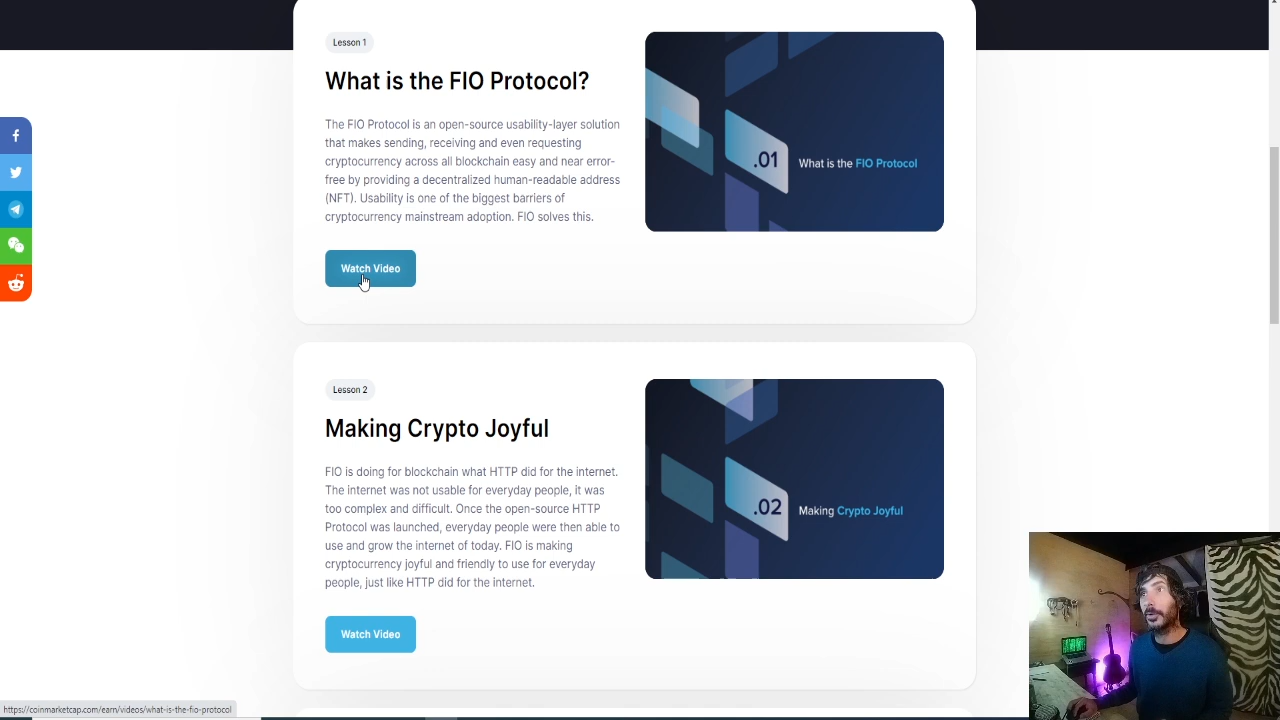 Lesson 1
What is the FIO Protocol?
The FIO Protocol is an open-source usability-layer solution
that makes sending, receiving and even requesting
cryptocurrency across all blockchain easy and near error-
free by providing a decentralized human-readable address
(NFT). Usability is one of the biggest barriers of
cryptocurrency mainstream adoption. FIO solves this.
Watch Video
.01 What is the FIO Protocol
Lesson 2
Making Crypto Joyful
FIO is doing for blockchain what HTTP did for the internet.
The internet was not usable for everyday people, it was
too complex and difficult. Once the open-source HTTP
Protocol was launched, everyday people were then able to
use and grow the internet of today. FIO is making
cryptocurrency joyful and friendly to use for everyday
people, just like HTTP did for the internet.
Watch Video
.02 Making Crypto Joyful
https://coinmarketcap.com/earn/videos/what-is-the-fio-protocol